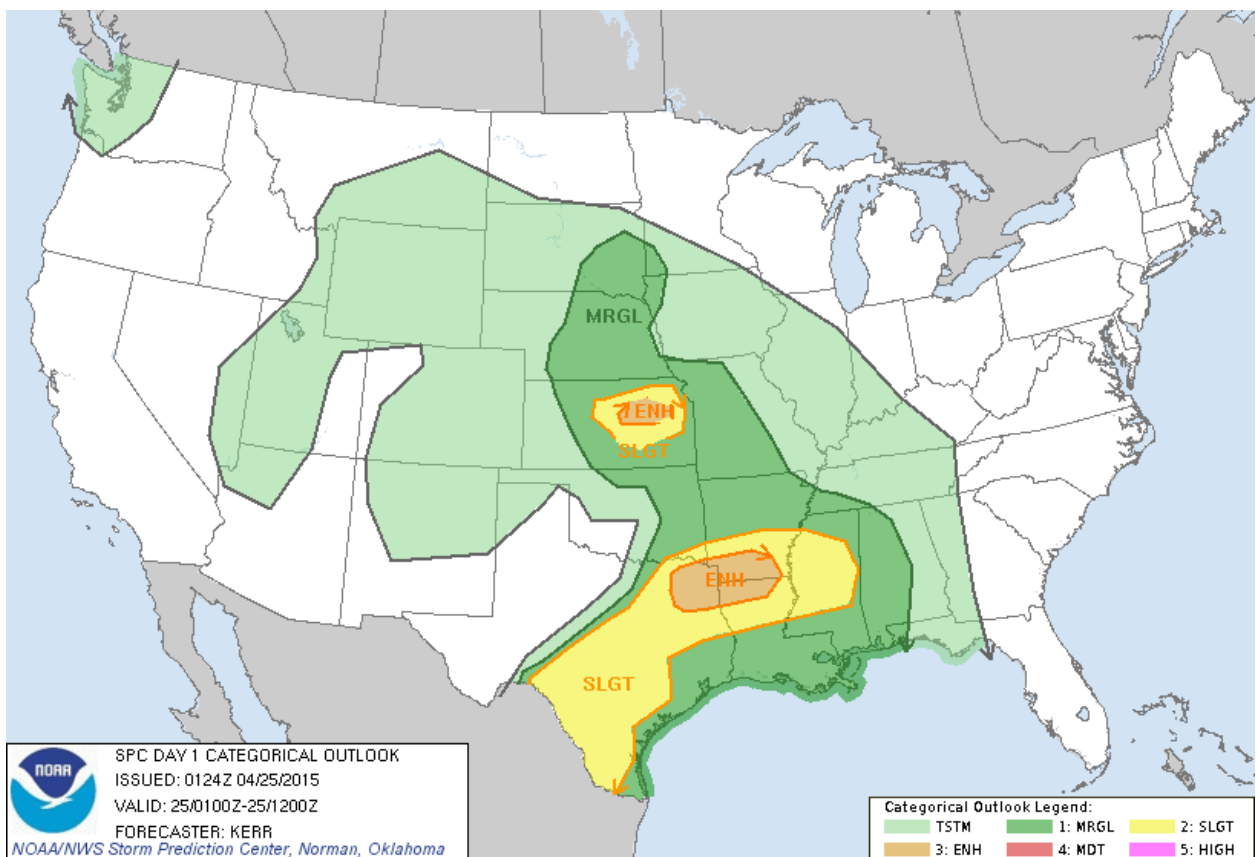 MRGL
ENH
SLGT
ENH
SLGT
NOAA
SPC DAY 1 CATEGORICAL OUTLOOK
ISSUED: 0124Z 04/25/2015
VALID: 25/0100Z-25/1200Z
FORECASTER: KERR
NOAA/NWS Storm Prediction Center, Norman, Oklahoma
Categorical Outlook Legend:
TSTM 1: MRGL 2: SLGT
3: ENH 4: MDT 5: HIGH